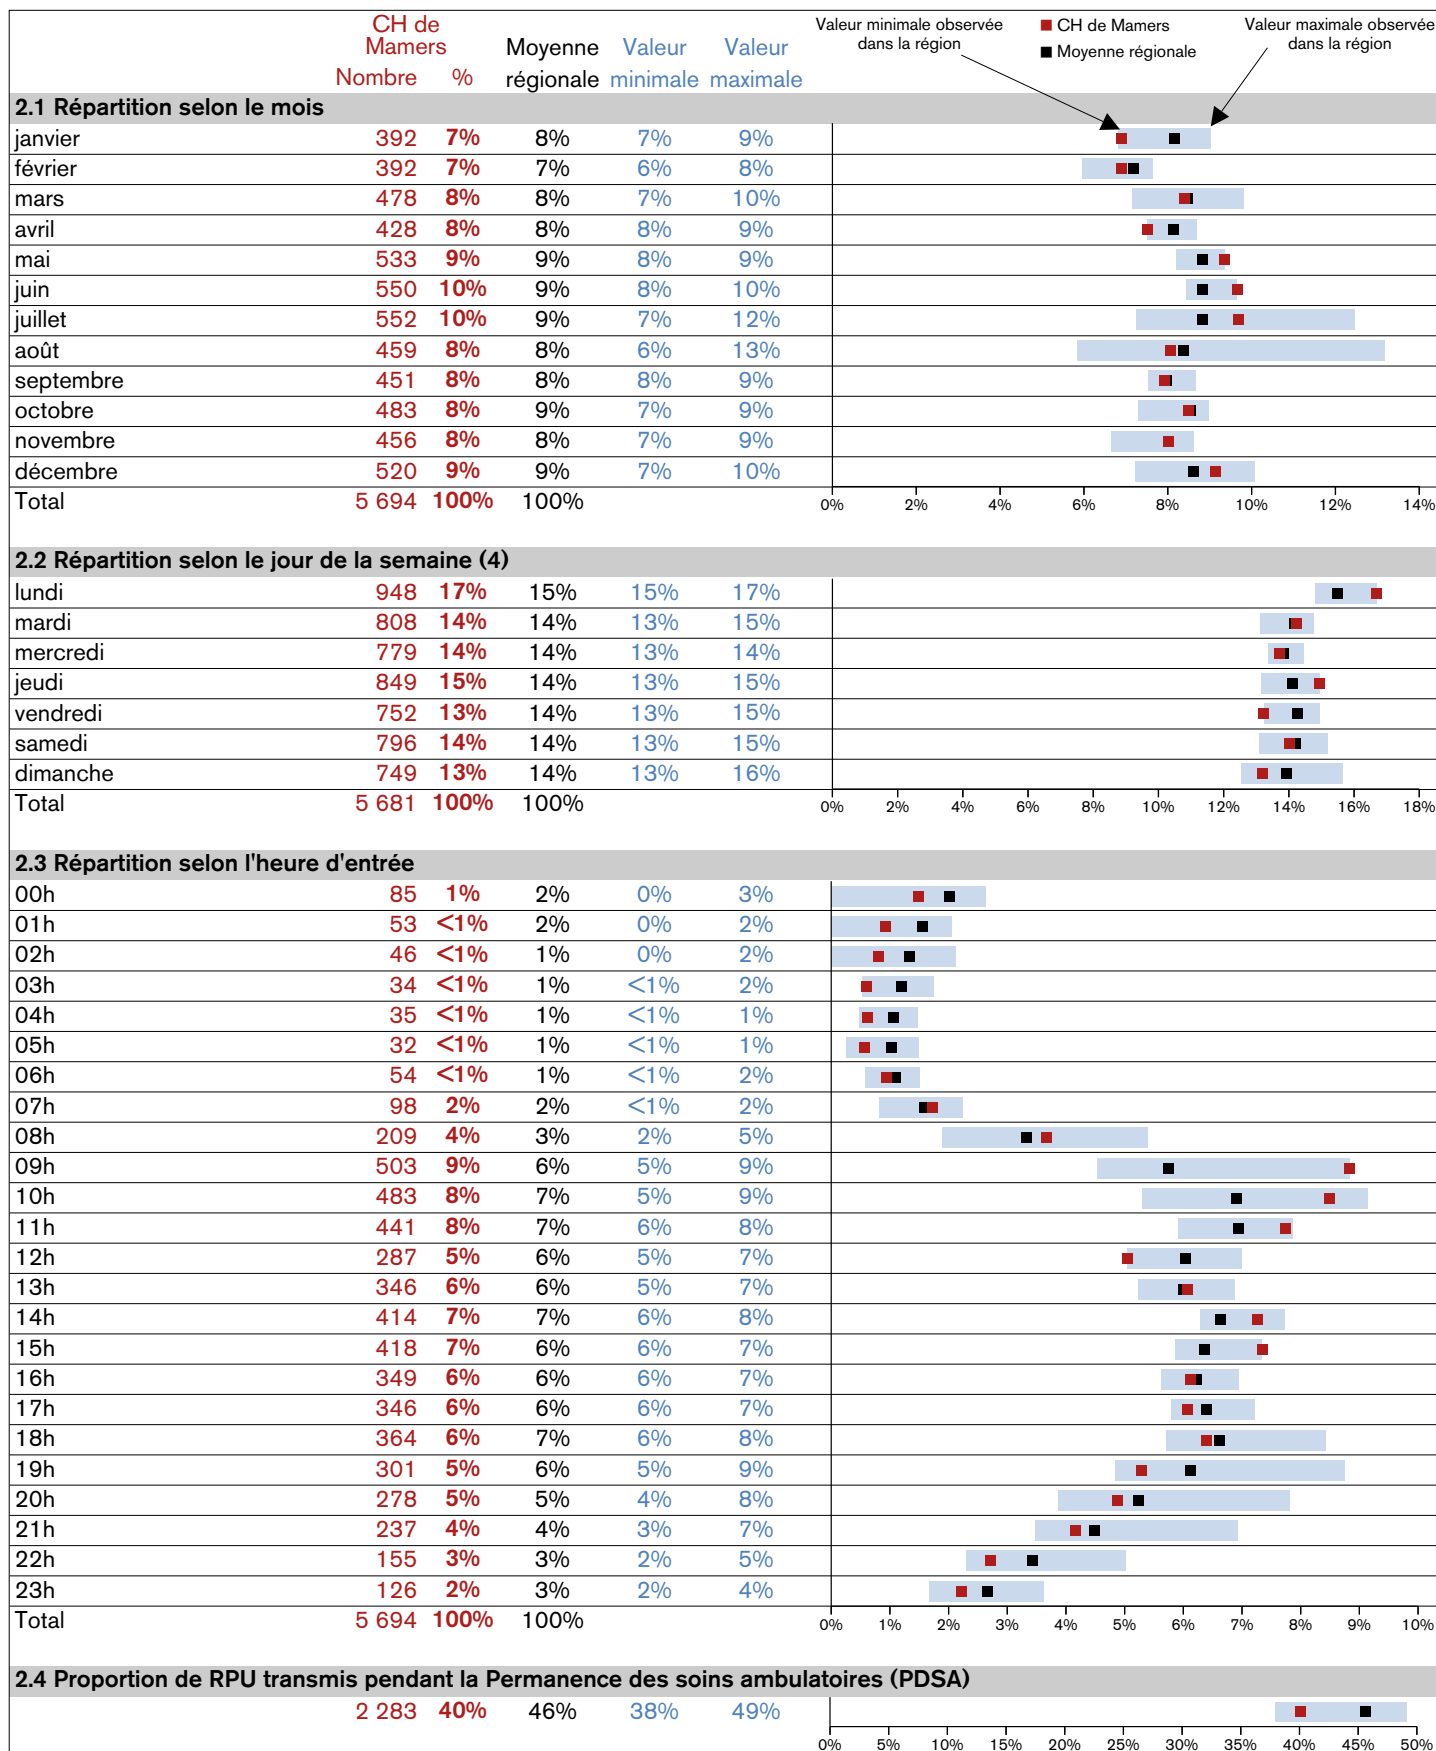 CH de Mamers Moyenne Valeur Valeur
Nombre % régionale minimale maximale
Valeur minimale observée dans la région
CH de Mamers
Moyenne régionale
Valeur maximale observée dans la région
2.1 Répartition selon le mois
janvier 392 7% 8% 7% 9%
février 392 7% 7% 6% 8%
mars 478 8% 8% 7% 10%
avril 428 8% 8% 8% 9%
mai 533 9% 9% 8% 9%
juin 550 10% 9% 8% 10%
juillet 552 10% 9% 7% 12%
août 459 8% 8% 6% 13%
septembre 451 8% 8% 8% 9%
octobre 483 8% 9% 7% 9%
novembre 456 8% 8% 7% 9%
décembre 520 9% 9% 7% 10%
Total 5 694 100% 100%
0% 2% 4% 6% 8% 10% 12% 14%
2.2 Répartition selon le jour de la semaine (4)
lundi 948 17% 15% 15% 17%
mardi 808 14% 14% 13% 15%
mercredi 779 14% 14% 13% 14%
jeudi 849 15% 14% 13% 15%
vendredi 752 13% 14% 13% 15%
samedi 796 14% 14% 13% 15%
dimanche 749 13% 14% 13% 16%
Total 5 681 100% 100%
0% 2% 4% 6% 8% 10% 12% 14% 16% 18%
2.3 Répartition selon l'heure d'entrée
00h 85 1% 2% 0% 3%
01h 53 <1% 2% 0% 2%
02h 46 <1% 1% 0% 2%
03h 34 <1% 1% <1% 2%
04h 35 <1% 1% <1% 1%
05h 32 <1% 1% <1% 1%
06h 54 <1% 1% <1% 2%
07h 98 2% 2% <1% 2%
08h 209 4% 3% 2% 5%
09h 503 9% 6% 5% 9%
10h 483 8% 7% 5% 9%
11h 441 8% 7% 6% 8%
12h 287 5% 6% 5% 7%
13h 346 6% 6% 5% 7%
14h 414 7% 7% 6% 8%
15h 418 7% 6% 6% 7%
16h 349 6% 6% 6% 7%
17h 346 6% 6% 6% 7%
18h 364 6% 7% 6% 8%
19h 301 5% 6% 5% 9%
20h 278 5% 5% 4% 8%
21h 237 4% 4% 3% 7%
22h 155 3% 3% 2% 5%
23h 126 2% 3% 2% 4%
Total 5 694 100% 100%
0% 1% 2% 3% 4% 5% 6% 7% 8% 9% 10%
2.4 Proportion de RPU transmis pendant la Permanence des soins ambulatoires (PDSA)
2 283 40% 46% 38% 49%
0% 5% 10% 15% 20% 25% 30% 35% 40% 45% 50%